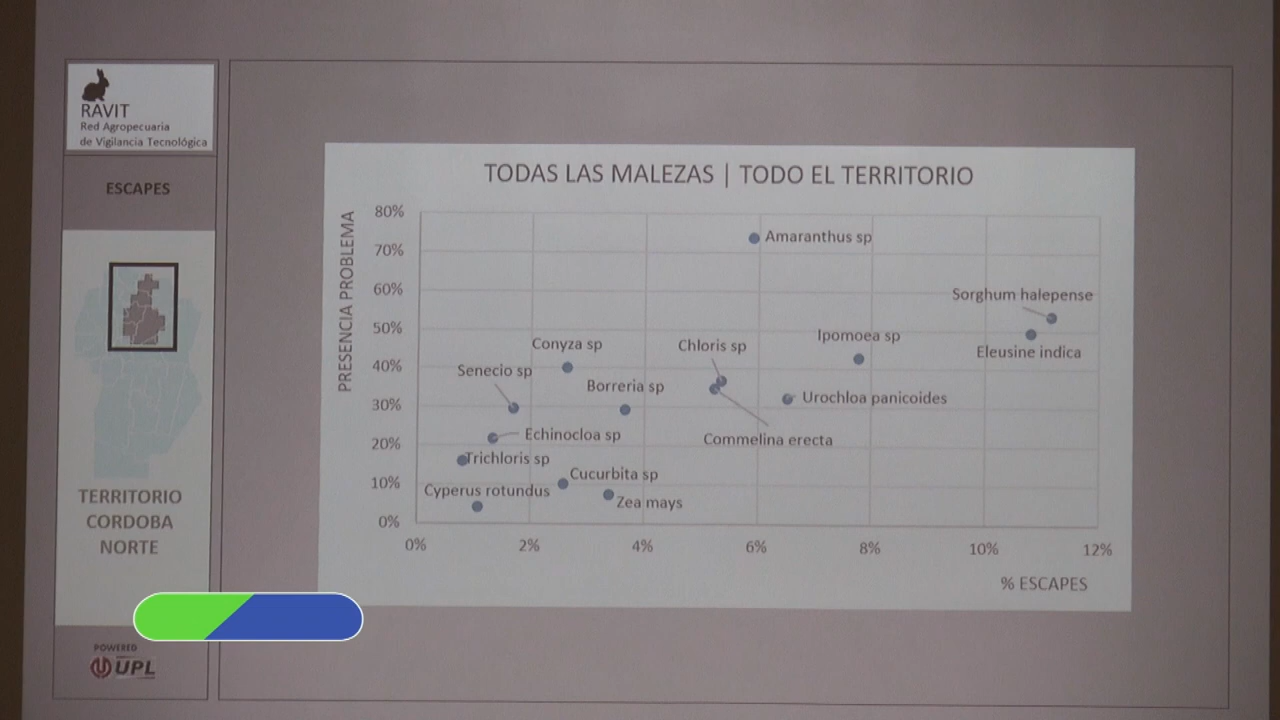 RAVIT
Red Agropecuaria
de Vigilancia Tecnológica
ESCAPES
TERRITORIO
CORDOBA
NORTE
POWERED
UPL
TODAS LAS MALEZAS | TODO EL TERRITORIO
PRESENCIA PROBLEMA
80%
70%
60%
50%
40%
30%
20%
10%
0%
Amaranthus sp
Sorghum halepense
Ipomoea sp
Eleusine indica
Conyza sp
Chloris sp
Senecio sp
Borreria sp
Urochloa panicoides
Echinocloa sp
Commelina erecta
Trichloris sp
Cucurbita sp
Cyperus rotundus
Zea mays
0%
2%
4%
6%
8%
10%
12%
% ESCAPES